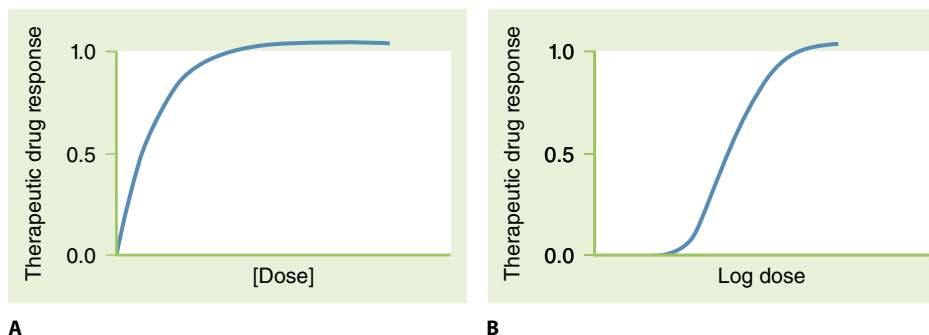 Therapeutic drug response
1.0
0.5
0.0
[Dose]
A
Therapeutic drug response
1.0
0.5
0.0
Log dose
B